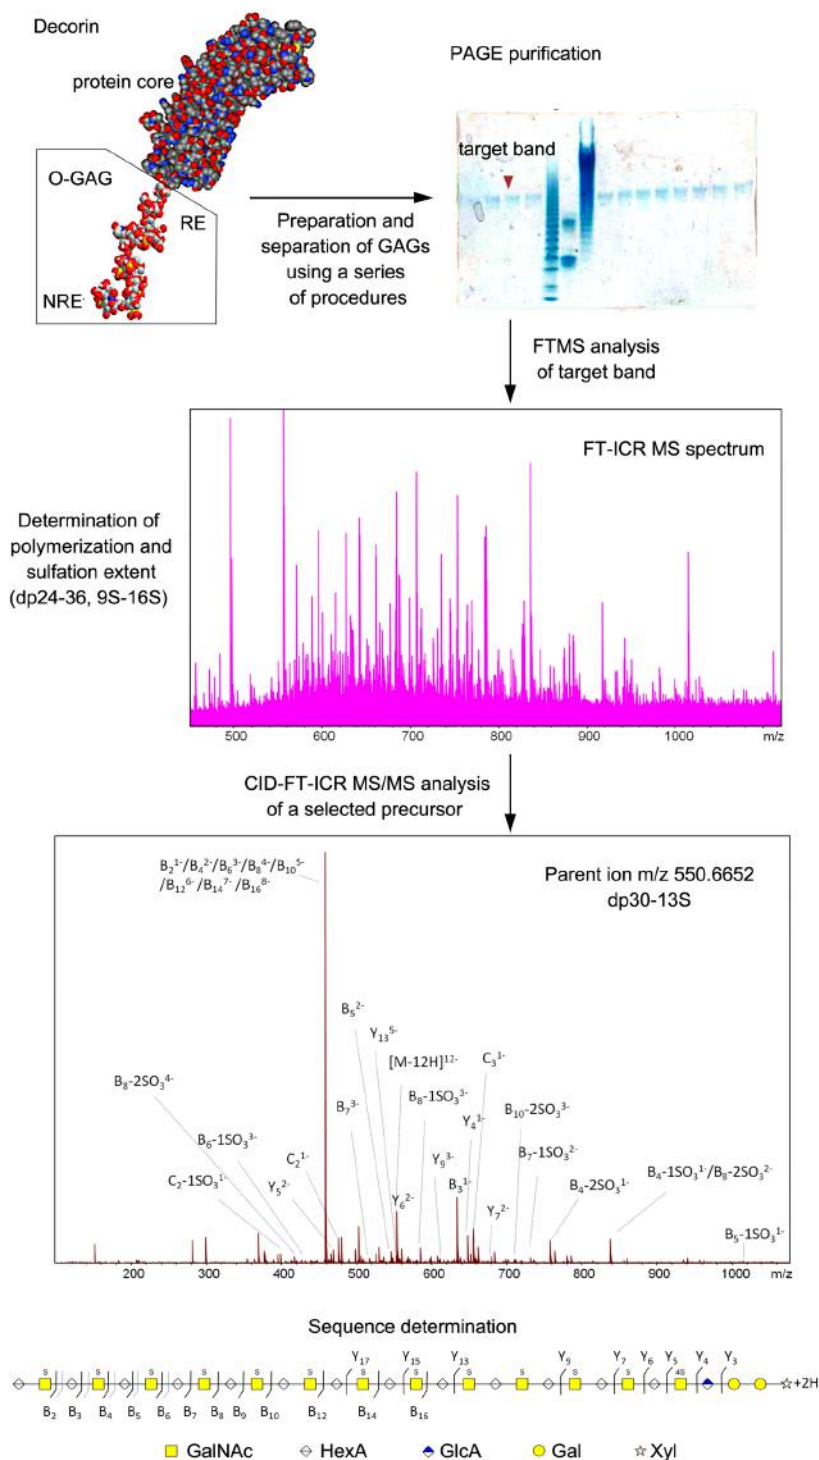 Decorin
protein core
O-GAG
RE
NRE
PAGE purification
target band
Preparation and
separation of GAGs
using a series
of procedures
FTMS analysis
of target band
Determination of
polymerization and
sulfation extent
(dp24-36, 9S-16S)
FT-ICR MS spectrum
500 600 700 800 900 1000 m/z
CID-FT-ICR MS/MS analysis
of a selected precursor
Parent ion m/z 550.6652
dp30-13S
B₂¹⁻/B₄²⁻/B₆³⁻/B₈⁴⁻/B₁₀⁵⁻
/B₁₂⁶⁻/B₁₄⁷⁻ /B₁₆⁸⁻
B₅²⁻
Y₁₃⁵⁻
[M-12H]¹²⁻
C₃¹⁻
B₈-2SO₃⁴⁻
B₇³⁻
B₈-1SO₃³⁻
B₆-1SO₃³⁻
Y₄¹⁻
B₁₀-2SO₃³⁻
C₂-1SO₃¹⁻
C₂¹⁻
Y₉³⁻
B₇-1SO₃²⁻
Y₅²⁻
Y₆²⁻
B₃¹⁻
Y₇²⁻
B₄-2SO₃¹⁻
B₄-1SO₃¹⁻/B₈-2SO₃²⁻
B₅-1SO₃¹⁻
200 300 400 500 600 700 800 900 1000 m/z
Sequence determination
Y₁₇ Y₁₅ Y₁₃ Y₉ Y₇ Y₆ Y₅ Y₄ Y₃
S S S S S S S S S S S S 4S
+2H
B₂ B₃ B₄ B₅ B₆ B₇ B₈ B₉ B₁₀ B₁₂ B₁₄ B₁₆
GalNAc HexA GlcA Gal Xyl